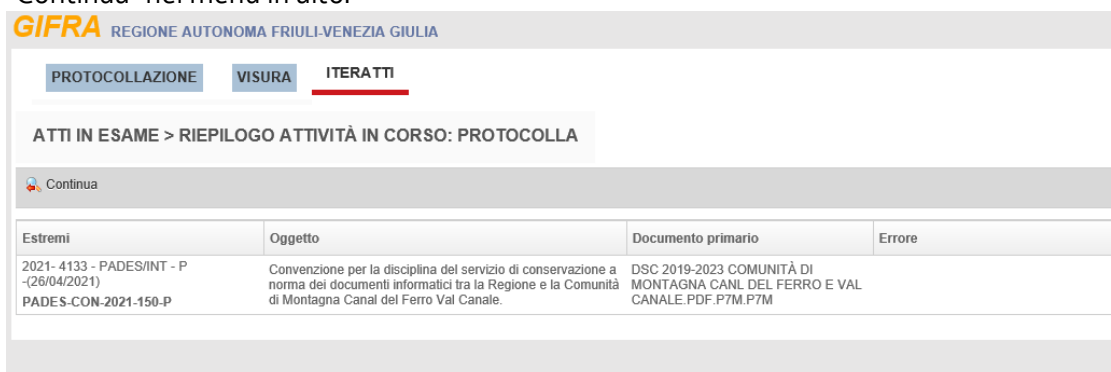 "Continua" nel menù in alto.
GIFRA REGIONE AUTONOMA FRIULI-VENEZIA GIULIA
PROTOCOLLAZIONE VISURA ITERATTI
ATTI IN ESAME > RIEPILOGO ATTIVITÀ IN CORSO: PROTOCOLLA
Continua
Estremi Oggetto Documento primario Errore
2021- 4133 - PADES/INT - P Convenzione per la disciplina del servizio di conservazione a DSC 2019-2023 COMUNITÀ DI
-(26/04/2021) norma dei documenti informatici tra la Regione e la Comunità MONTAGNA CANL DEL FERRO E VAL
PADES-CON-2021-150-P di Montagna Canal del Ferro Val Canale. CANALE.PDF.P7M.P7M